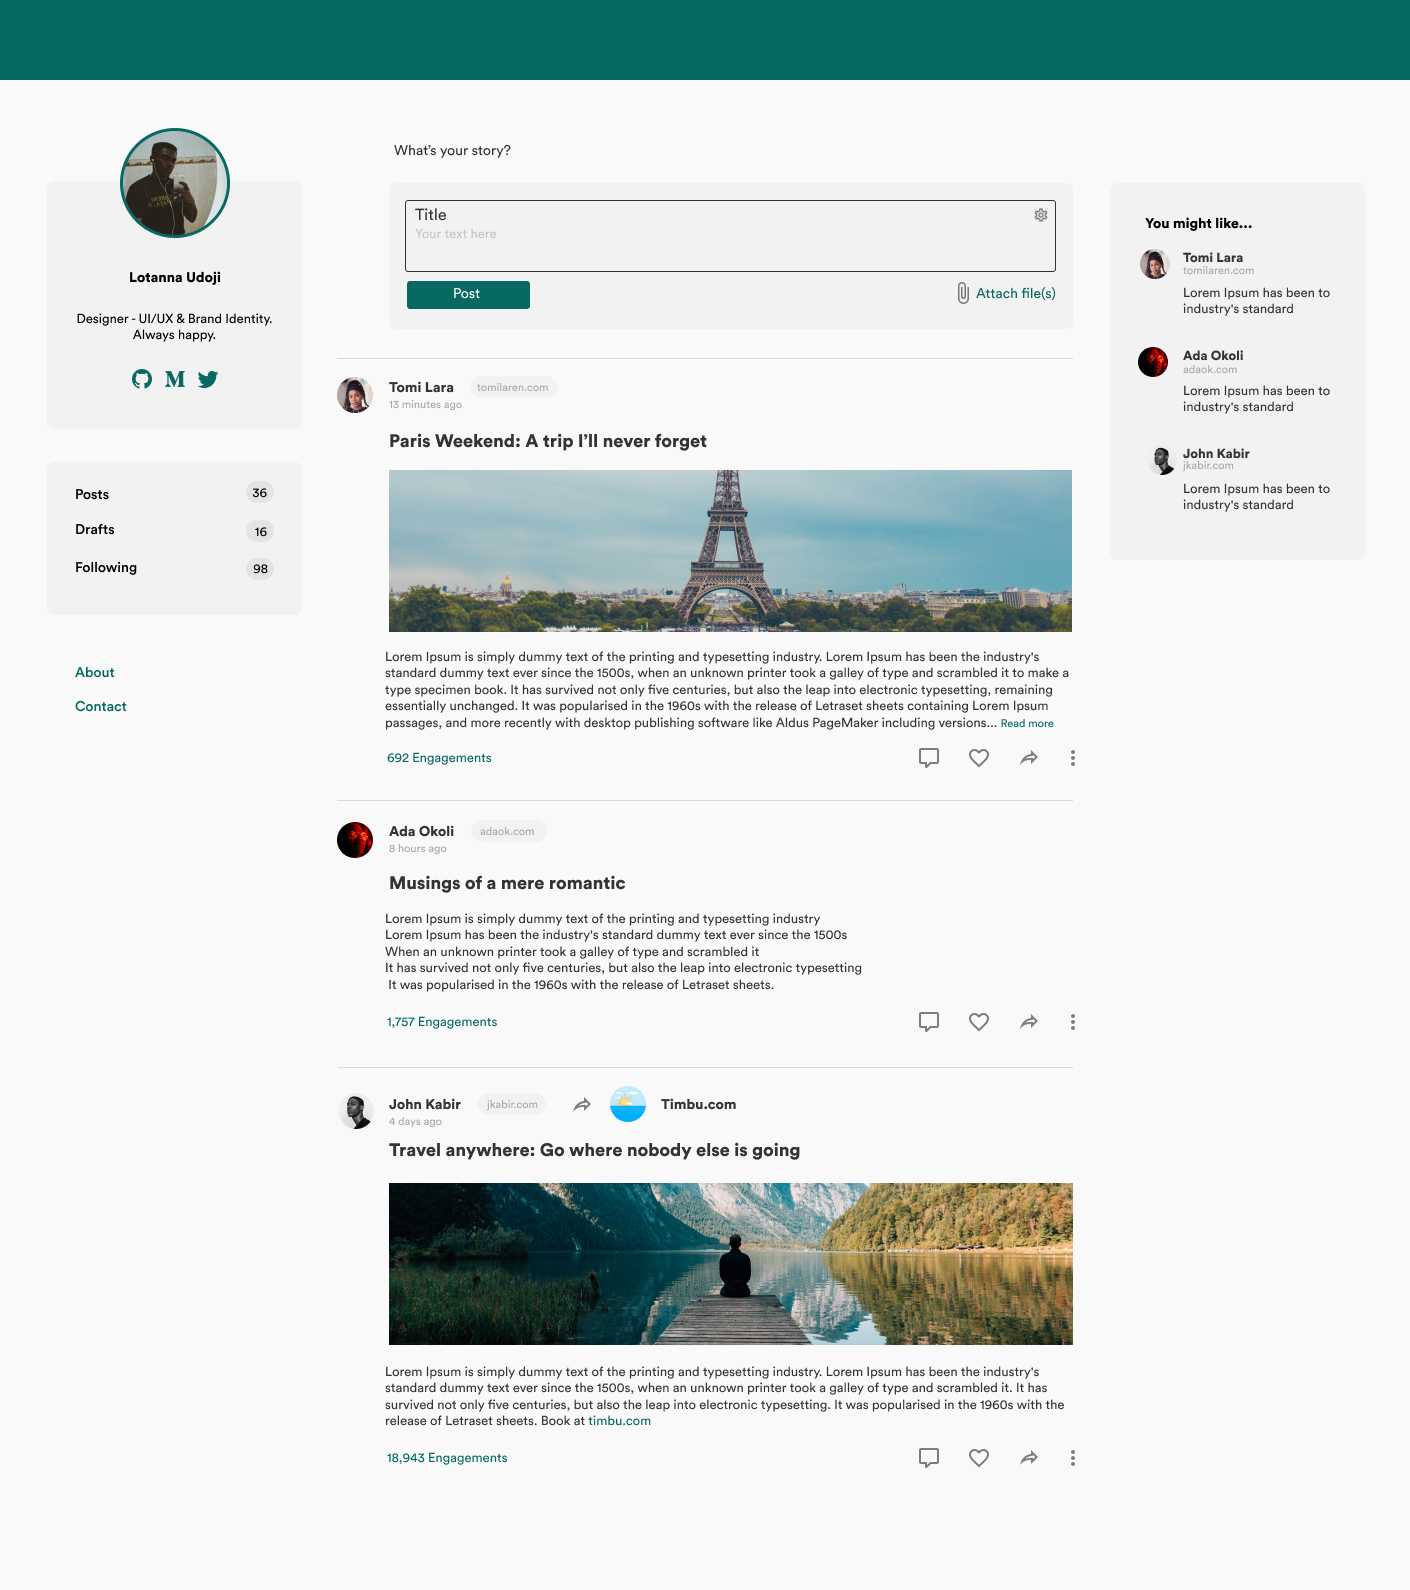 Lotanna Udoji
Designer - UI/UX & Brand Identity.
Always happy.
Posts
36
Drafts
16
Following
98
About
Contact
What's your story?
Title
Your text here
Post
Attach file(s)
Tomi Lara
tomilaren.com
13 minutes ago
Paris Weekend: A trip I'll never forget
Lorem Ipsum is simply dummy text of the printing and typesetting industry. Lorem Ipsum has been the industry's
standard dummy text ever since the 1500s, when an unknown printer took a galley of type and scrambled it to make a
type specimen book. It has survived not only five centuries, but also the leap into electronic typesetting, remaining
essentially unchanged. It was popularised in the 1960s with the release of Letraset sheets containing Lorem Ipsum
passages, and more recently with desktop publishing software like Aldus PageMaker including versions... Read more
692 Engagements
Ada Okoli
adaok.com
8 hours ago
Musings of a mere romantic
Lorem Ipsum is simply dummy text of the printing and typesetting industry
Lorem Ipsum has been the industry's standard dummy text ever since the 1500s
When an unknown printer took a galley of type and scrambled it
It has survived not only five centuries, but also the leap into electronic typesetting
It was popularised in the 1960s with the release of Letraset sheets.
1,757 Engagements
John Kabir
jkabir.com
Timbu.com
4 days ago
Travel anywhere: Go where nobody else is going
Lorem Ipsum is simply dummy text of the printing and typesetting industry. Lorem Ipsum has been the industry's
standard dummy text ever since the 1500s, when an unknown printer took a galley of type and scrambled it. It has
survived not only five centuries, but also the leap into electronic typesetting. It was popularised in the 1960s with the
release of Letraset sheets. Book at timbu.com
18,943 Engagements
You might like...
Tomi Lara
tomilaren.com
Lorem Ipsum has been to
industry's standard
Ada Okoli
adaok.com
Lorem Ipsum has been to
industry's standard
John Kabir
jkabir.com
Lorem Ipsum has been to
industry's standard